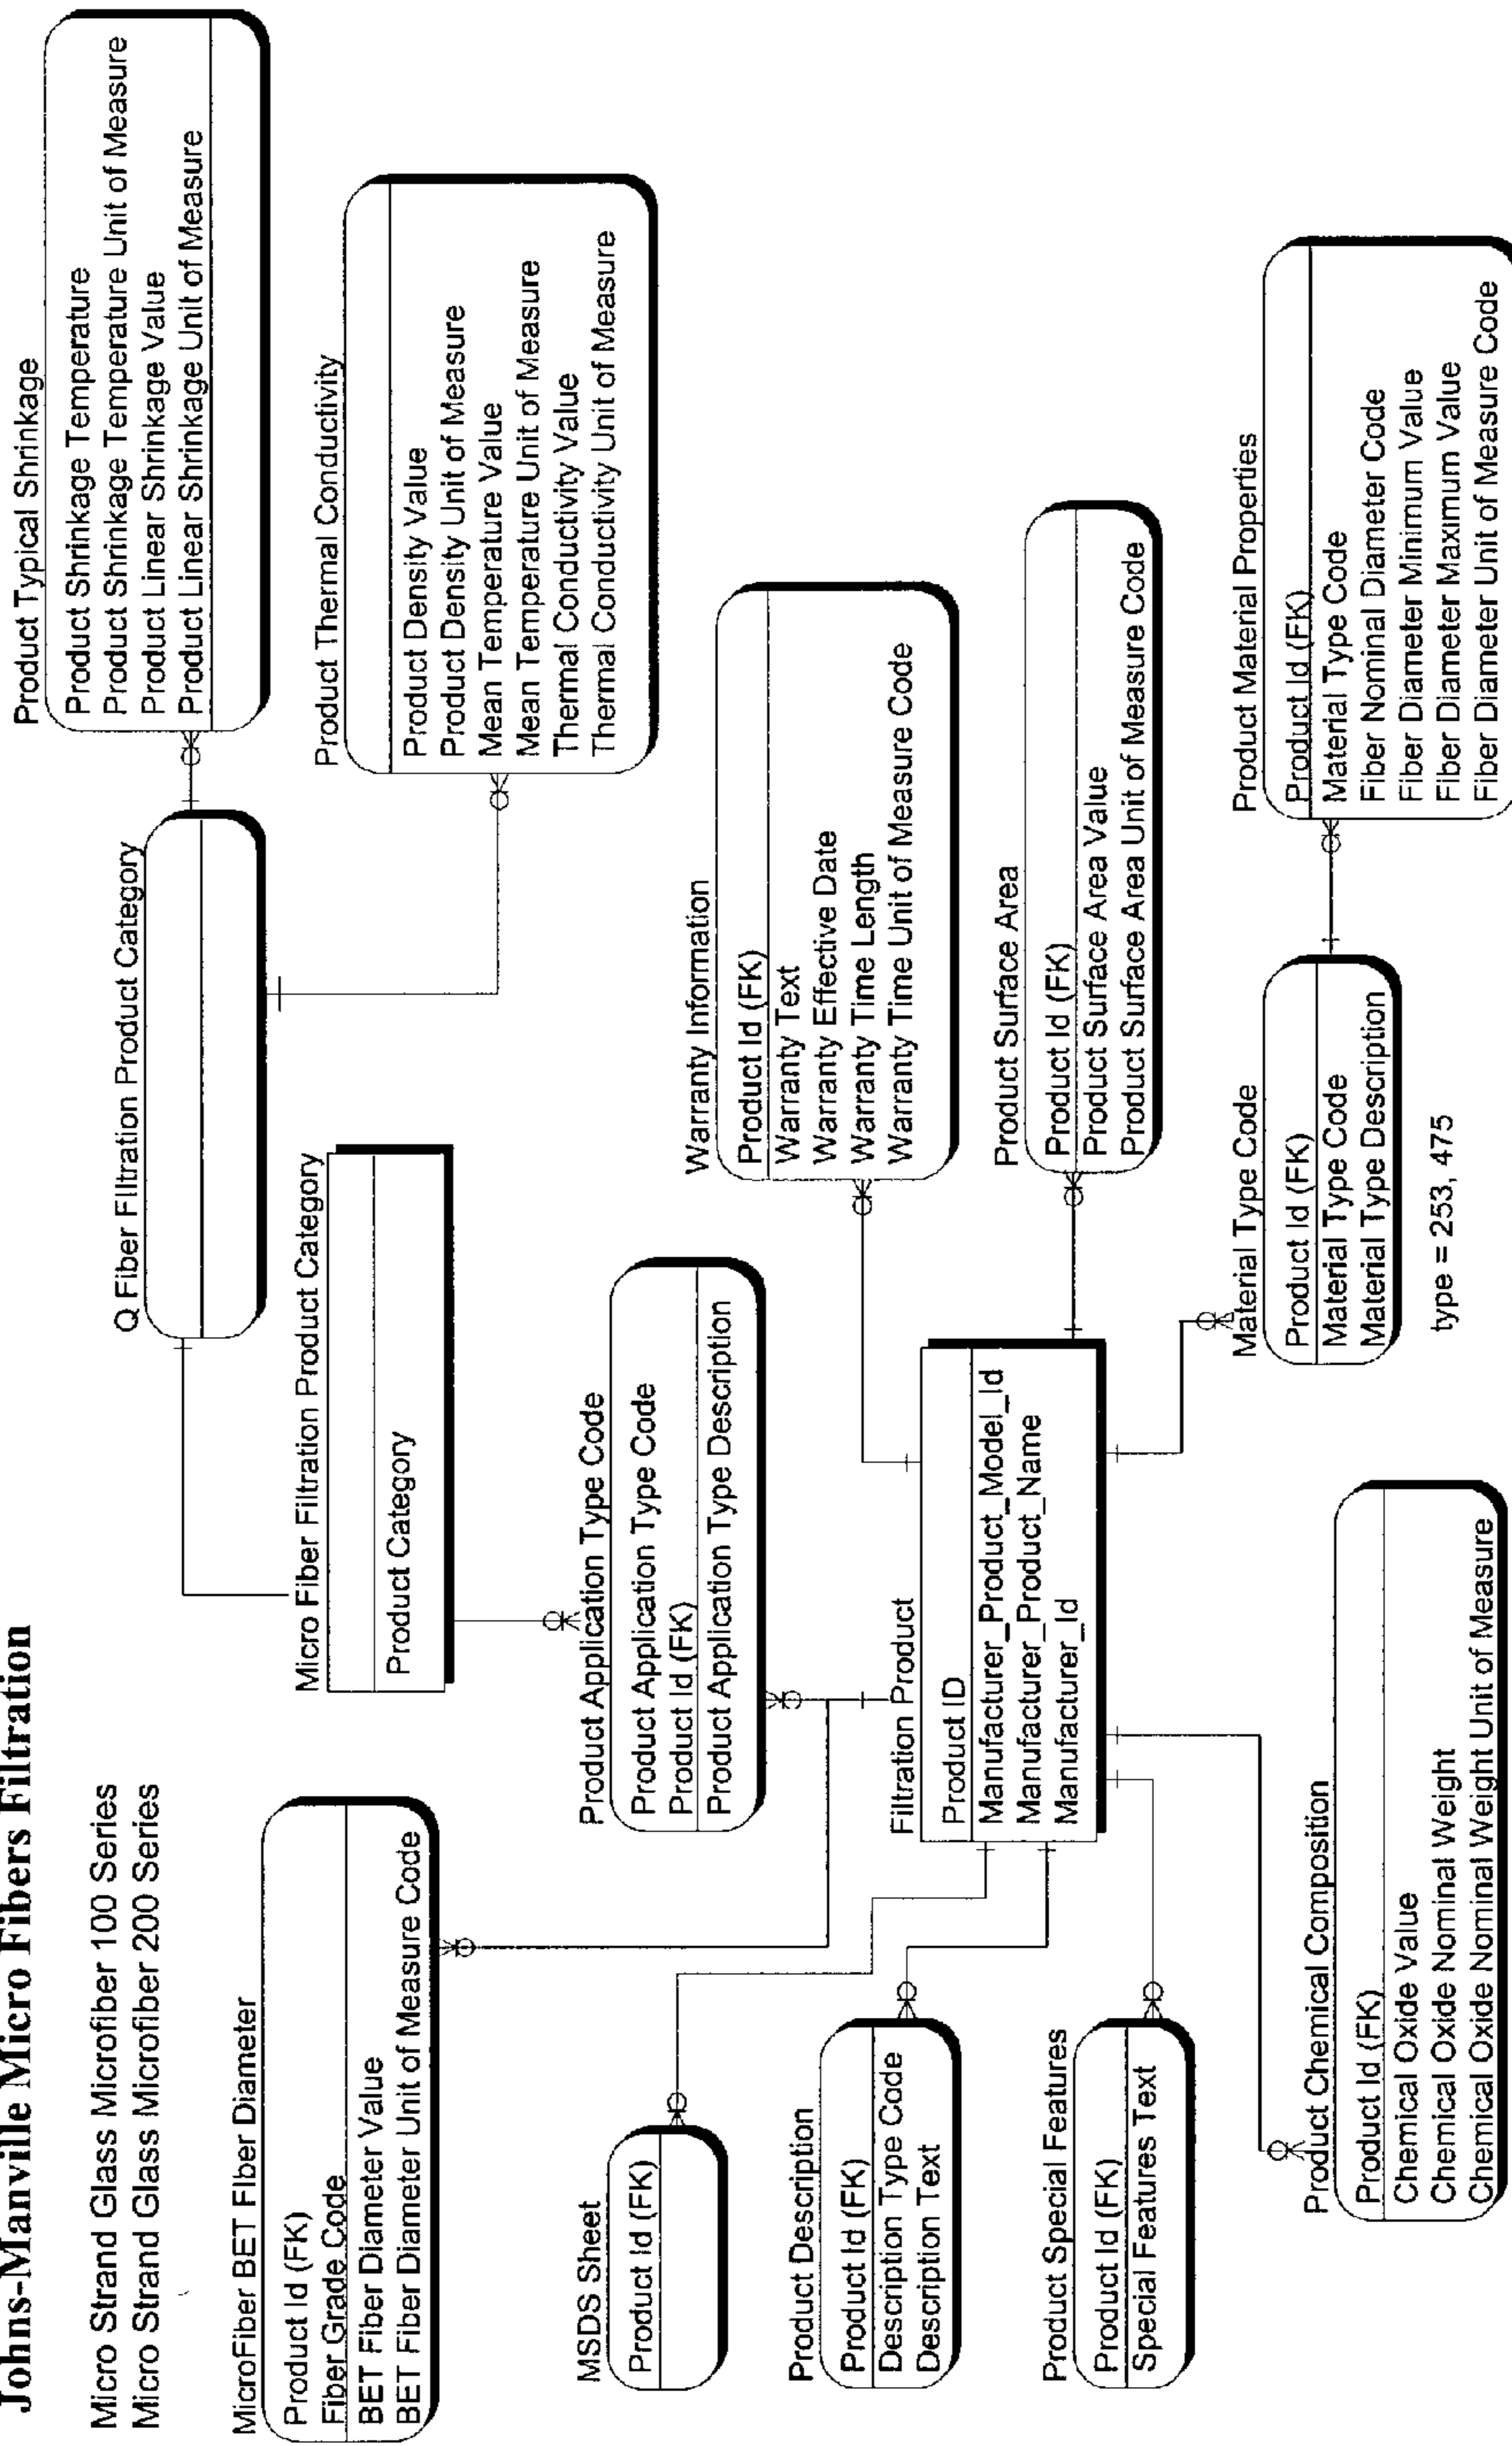 Johns-Manville Micro Fibers Filtration
Micro Strand Glass Microfiber 100 Series
Micro Strand Glass Microfiber 200 Series
MicroFiber BET FIber Diameter
Product Id (FK)
Fiber Grade Code
BET Fiber Diameter Value
BET Fiber Diameter Unit of Measure Code
Q Fiber FIltration Product Category
Product Typical Shrinkage
Product Shrinkage Temperature
Product Shrinkage Temperature Unit of Measure
Product Linear Shrinkage Value
Product Linear Shrinkage Unit of Measure
Micro Fiber Filtration Product Category
Product Category
Product Thermal Conductivity
Product Density Value
Product Density Unit of Measure
Mean Temperature Value
Mean Temperature Unit of Measure
Thermal Conductivity Value
Thermal Conductivity Unit of Measure
MSDS Sheet
Product Id (FK)
Product Application Type Code
Product Application Type Code
Product Id (FK)
Product Application Type Description
Warranty Information
Product Id (FK)
Warranty Text
Warranty Effective Date
Warranty Time Length
Warranty Time Unit of Measure Code
Product Description
Product Id (FK)
Description Type Code
Description Text
Filtration Product
Product ID
Manufacturer_Product_Model_Id
Manufacturer_Product_Name
Manufacturer_Id
Product Surface Area
Product Id (FK)
Product Surface Area Value
Product Surface Area Unit of Measure Code
Product Special Features
Product Id (FK)
Special Features Text
Material Type Code
Product Id (FK)
Material Type Code
Material Type Description
type = 253, 475
Product Material Properties
Product Id (FK)
Material Type Code
Fiber Nominal Diameter Code
Fiber Diameter Minimum Value
Fiber Diameter Maximum Value
Fiber Diameter Unit of Measure Code
Product Chemical Composition
Product Id (FK)
Chemical Oxide Value
Chemical Oxide Nominal Weight
Chemical Oxide Nominal Weight Unit of Measure